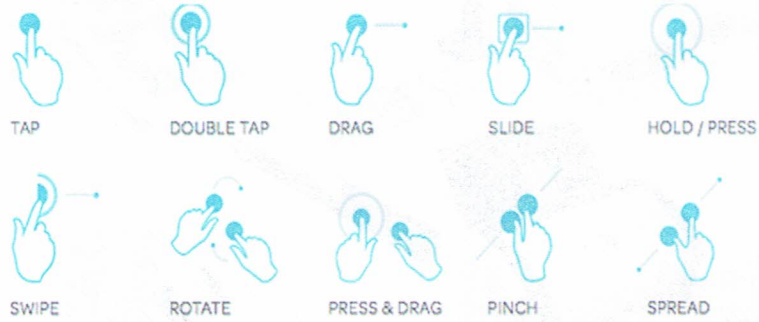 TAP DOUBLE TAP DRAG SLIDE HOLD / PRESS
SWIPE ROTATE PRESS & DRAG PINCH SPREAD